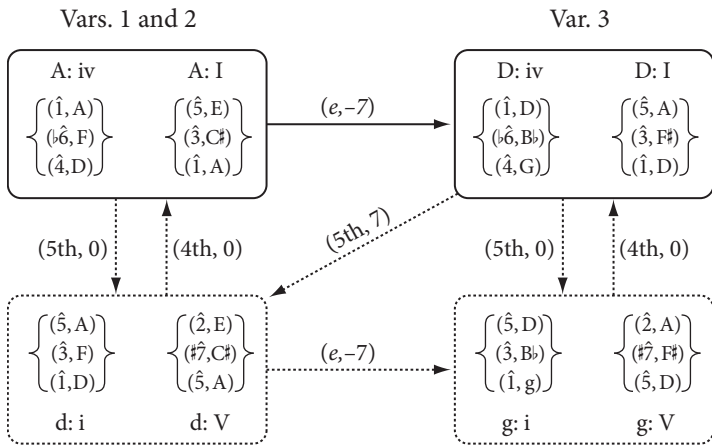 Vars. 1 and 2
Var. 3
A: iv A: I
(1̂, A) (5̂, E)
(♭6̂, F) (3̂, C♯)
(4̂, D) (1̂, A)
(e, –7)
D: iv D: I
(1̂, D) (5̂, A)
(♭6̂, B♭) (3̂, F♯)
(4̂, G) (1̂, D)
(5th, 0) (4th, 0)
(5th, 7)
(5th, 0) (4th, 0)
(5̂, A) (2̂, E)
(3̂, F) (♯7̂, C♯)
(1̂, D) (5̂, A)
d: i d: V
(e, –7)
(5̂, D) (2̂, A)
(3̂, B♭) (♯7̂, F♯)
(1̂, g) (5̂, D)
g: i g: V